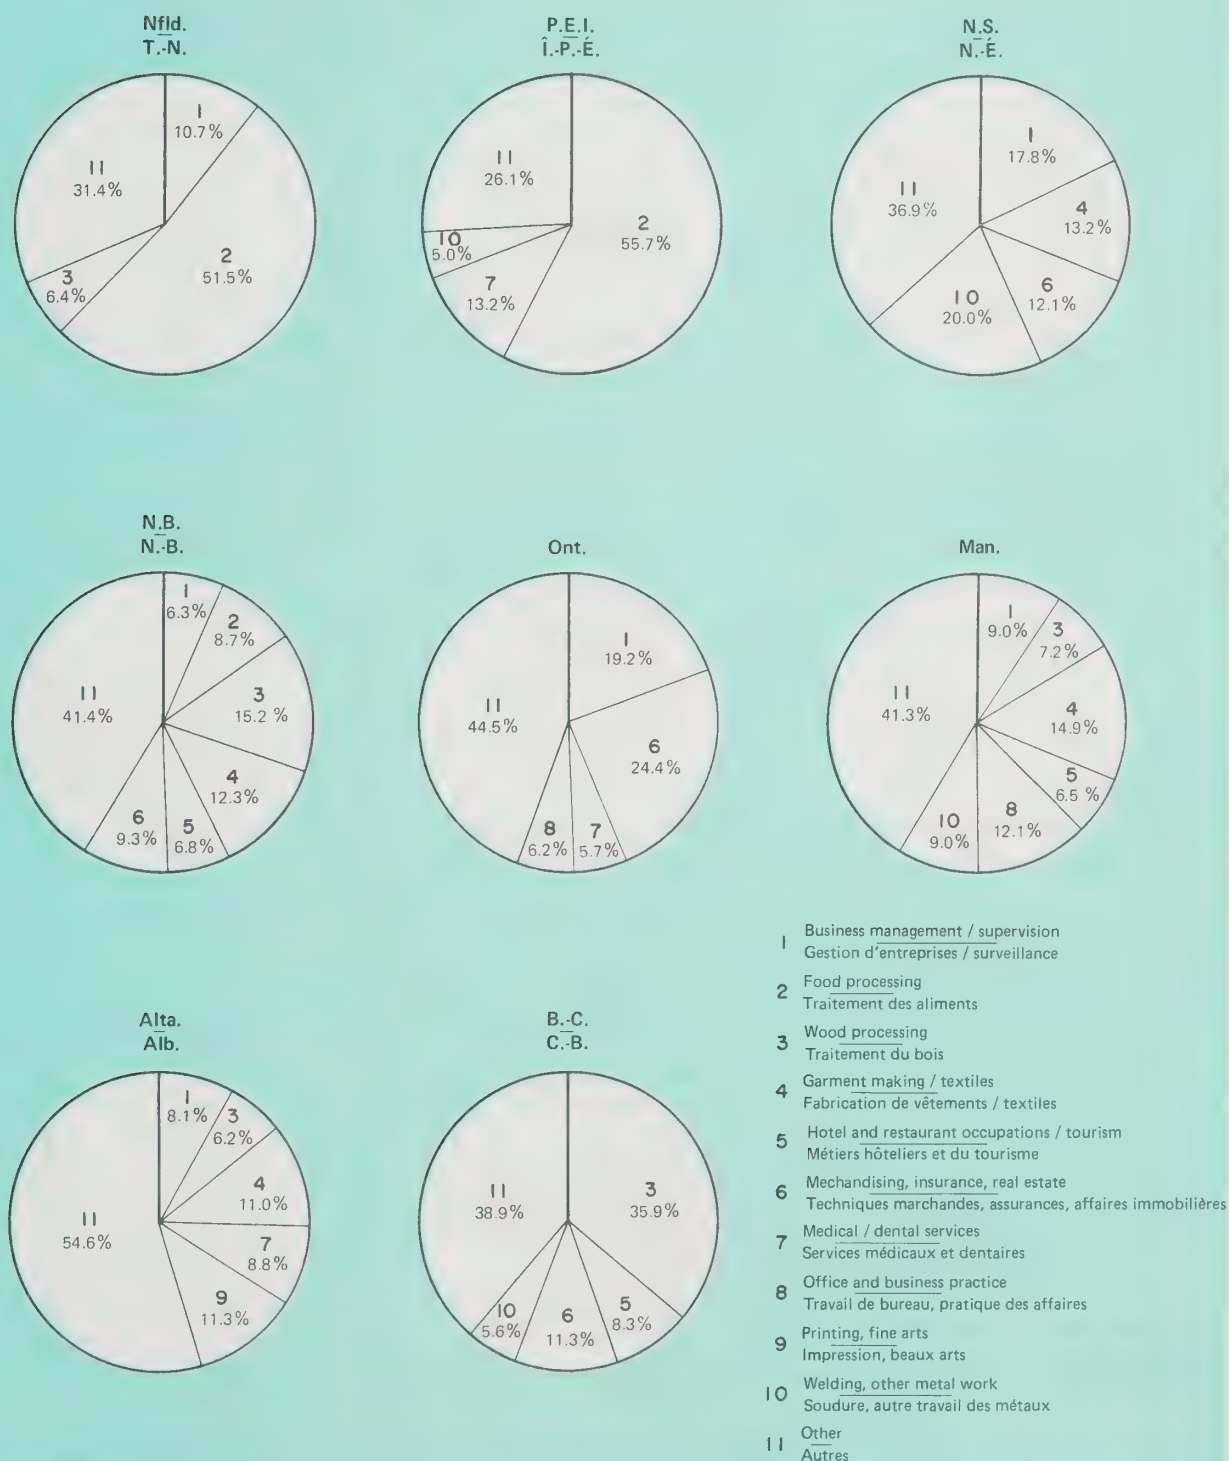 Nfld.
T.-N.
11
31.4%
1
10.7%
2
51.5%
3
6.4%
P.E.I.
Î.-P.-É.
11
26.1%
2
55.7%
10
5.0%
7
13.2%
N.S.
N.-É.
1
17.8%
11
36.9%
4
13.2%
6
12.1%
10
20.0%
N.B.
N.-B.
1
6.3%
2
8.7%
3
15.2 %
11
41.4%
4
12.3%
6
9.3%
5
6.8%
Ont.
1
19.2%
11
44.5%
6
24.4%
8
6.2%
7
5.7%
Man.
1
9.0%
3
7.2%
11
41.3%
4
14.9%
5
6.5 %
8
12.1%
10
9.0%
Alta.
Alb.
1
8.1%
3
6.2%
4
11.0%
11
54.6%
7
8.8%
9
11.3%
B.-C.
C.-B.
11
38.9%
3
35.9%
10
5.6%
6
11.3%
5
8.3%
1 Business management / supervision
Gestion d'entreprises / surveillance
2 Food processing
Traitement des aliments
3 Wood processing
Traitement du bois
4 Garment making / textiles
Fabrication de vêtements / textiles
5 Hotel and restaurant occupations / tourism
Métiers hôteliers et du tourisme
6 Mechandising, insurance, real estate
Techniques marchandes, assurances, affaires immobilières
7 Medical / dental services
Services médicaux et dentaires
8 Office and business practice
Travail de bureau, pratique des affaires
9 Printing, fine arts
Impression, beaux arts
10 Welding, other metal work
Soudure, autre travail des métaux
11 Other
Autres